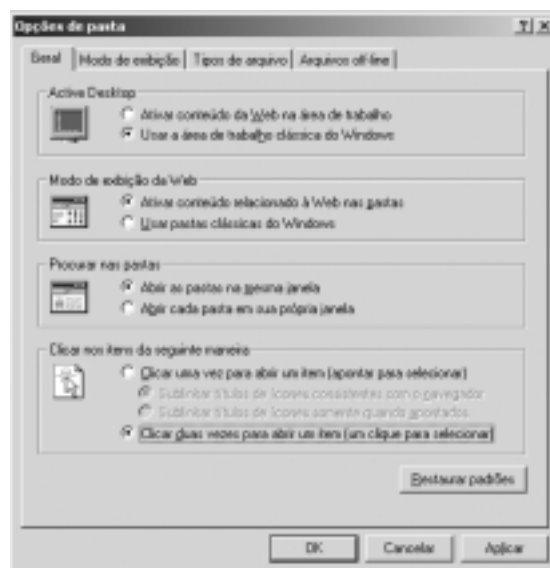 Opções de pasta
Geral Modo de exibição Tipos de arquivo Arquivos off-line
Active Desktop
Ativar conteúdo da Web na área de trabalho
Usar a área de trabalho clássica do Windows
Modo de exibição da Web
Ativar conteúdo relacionado à Web nas pastas
Usar pastas clássicas do Windows
Procurar nas pastas
Abrir as pastas na mesma janela
Abrir cada pasta em sua própria janela
Clicar nos itens da seguinte maneira
Clicar uma vez para abrir um item (apontar para selecionar)
Sublinhar títulos de ícones consistentes com o navegador
Sublinhar títulos de ícones somente quando apontados
Clicar duas vezes para abrir um item (um clique para selecionar)
Restaurar padrões
OK Cancelar Aplicar